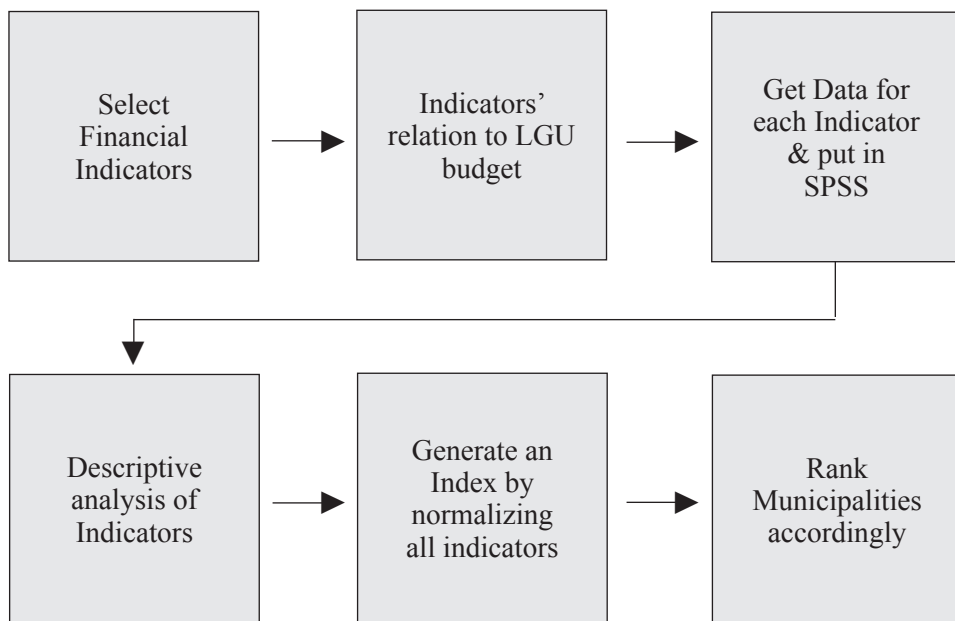 Select
Financial
Indicators
Indicators’
relation to LGU
budget
Get Data for
each Indicator
& put in
SPSS
Descriptive
analysis of
Indicators
Generate an
Index by
normalizing
all indicators
Rank
Municipalities
accordingly